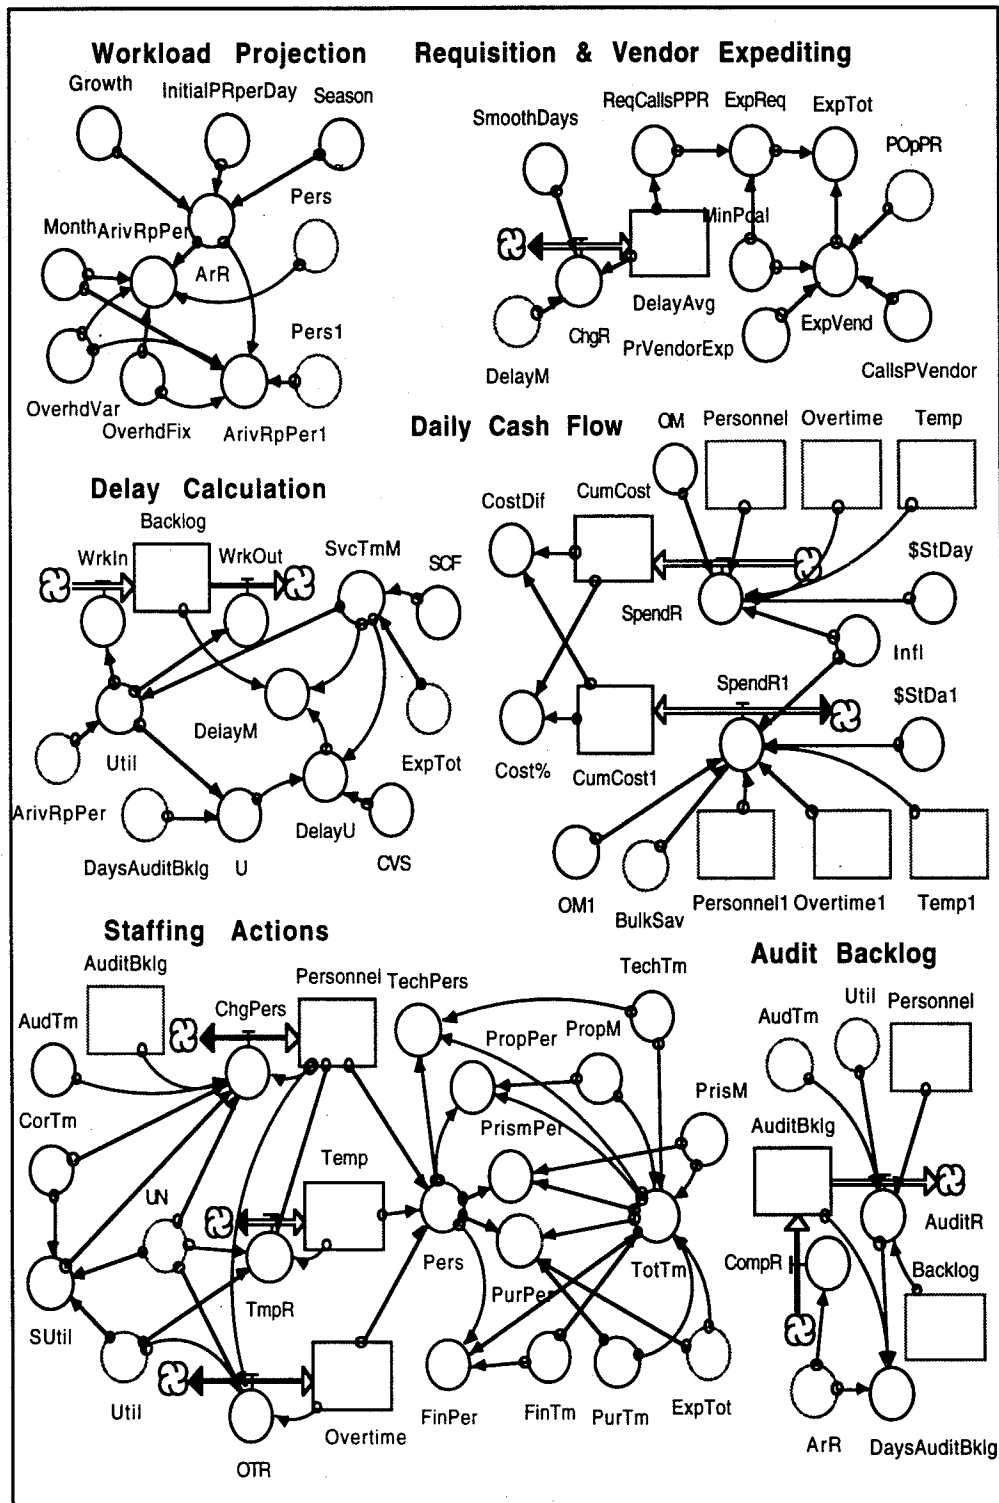 Workload Projection
Growth
InitialPRperDay
Season
Pers
Month
ArivRpPer
ArR
Pers1
OverhdVar
OverhdFix
ArivRpPer1
Requisition & Vendor Expediting
SmoothDays
ReqCallsPPR
ExpReq
ExpTot
POpPR
MinPcal
DelayAvg
ChgR
DelayM
PrVendorExp
ExpVend
CallsPVendor
Delay Calculation
Backlog
WrkIn
WrkOut
SvcTmM
SCF
DelayM
Util
ExpTot
ArivRpPer
DaysAuditBklg
U
DelayU
CVS
Daily Cash Flow
OM
Personnel
Overtime
Temp
CostDif
CumCost
$StDay
SpendR
Infl
SpendR1
$StDa1
Cost%
CumCost1
OM1
BulkSav
Personnel1
Overtime1
Temp1
Staffing Actions
AuditBklg
AudTm
ChgPers
Personnel
TechPers
TechTm
PropPer
PropM
CorTm
PrismPer
PrisM
UN
Temp
Pers
TotTm
SUtil
TmpR
PurPer
Util
OTR
Overtime
FinPer
FinTm
PurTm
ExpTot
Audit Backlog
AudTm
Util
Personnel
AuditBklg
AuditR
CompR
Backlog
ArR
DaysAuditBklg